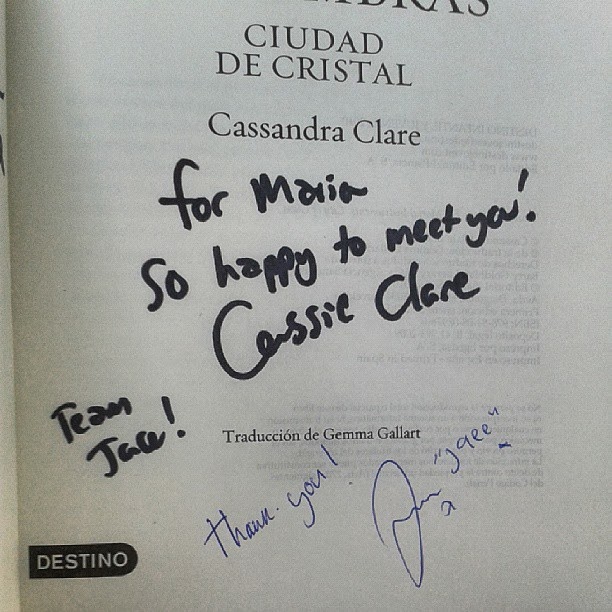 CIUDAD
DE CRISTAL
Cassandra Clare
for Maria
So happy to meet you!
Cassie Clare
Team
Jace!
Traducción de Gemma Gallart
Thank you!
"Jace"
DESTINO